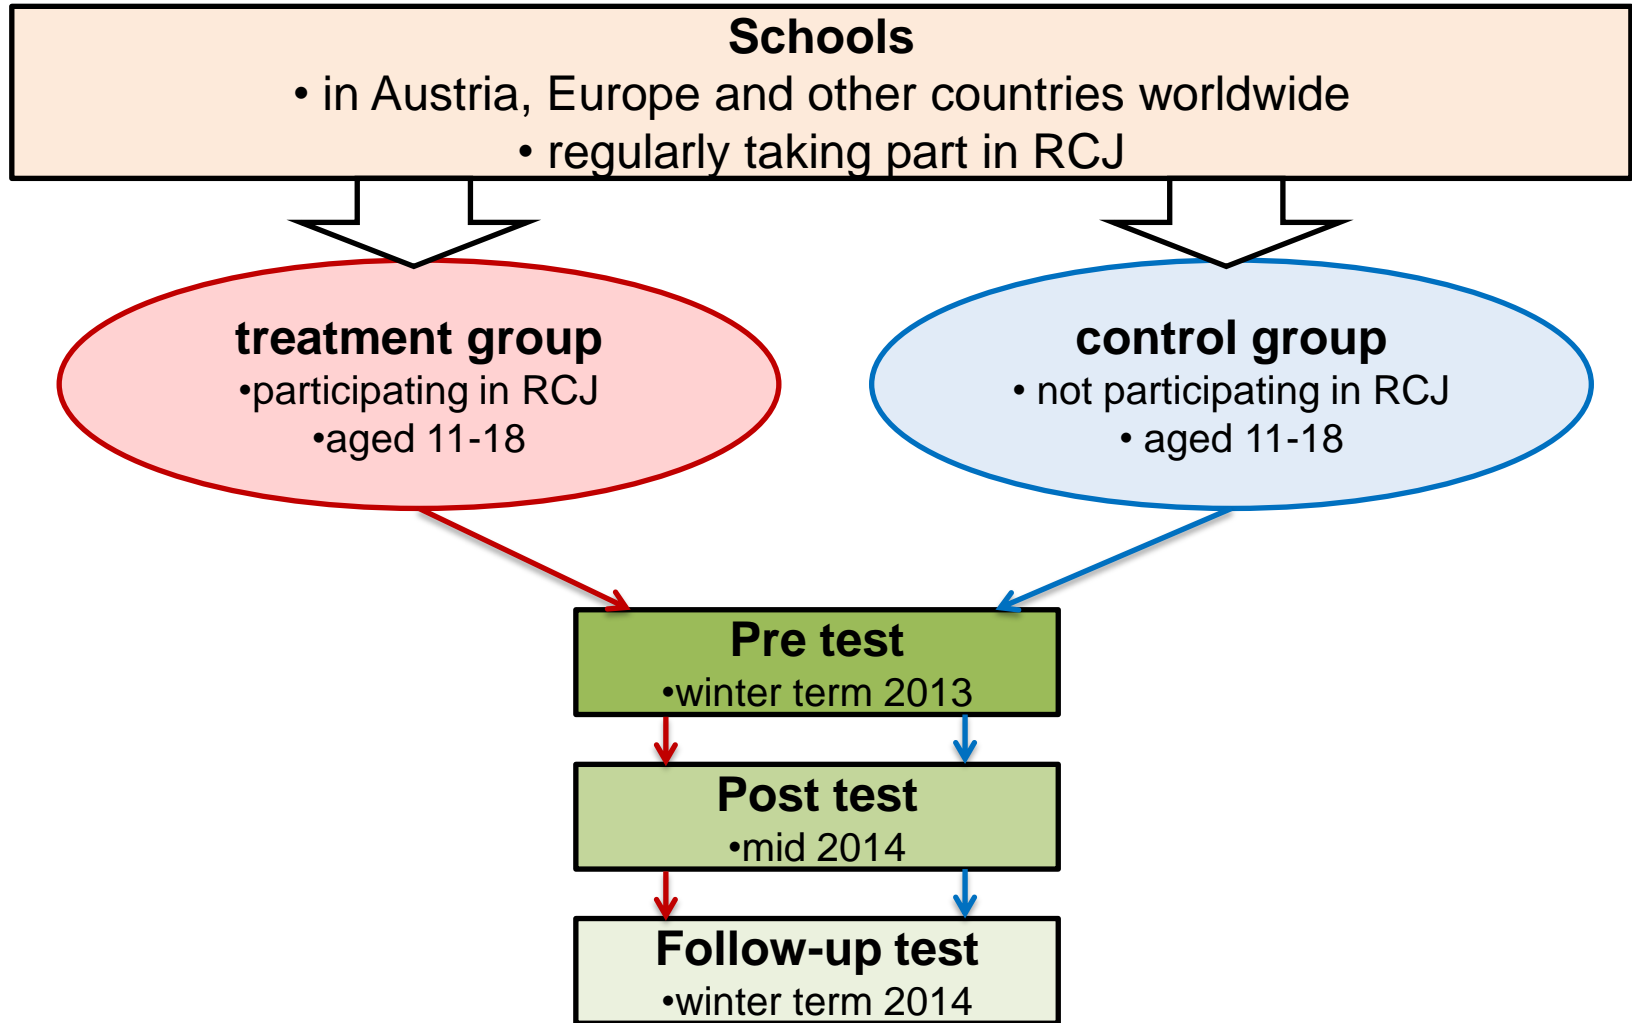 Schools
• in Austria, Europe and other countries worldwide
• regularly taking part in RCJ
treatment group
•participating in RCJ
•aged 11-18
control group
• not participating in RCJ
• aged 11-18
Pre test
•winter term 2013
Post test
•mid 2014
Follow-up test
•winter term 2014